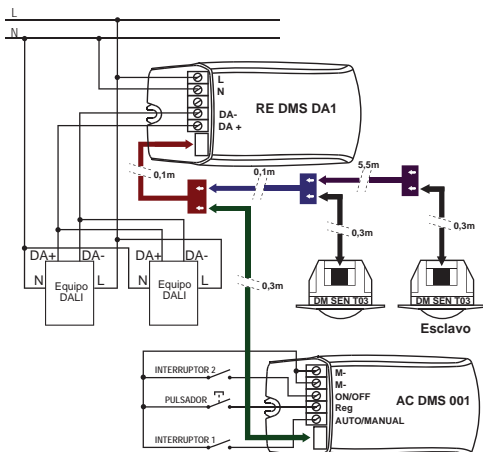 L
N
L
N
RE DMS DA1
DA-
DA +
0,1m
0,1m
5,5m
0,3m
0,3m
DA+ DA- DA+ DA-
N Equipo DALI L N Equipo DALI L
DM SEN T03
DM SEN T03
Esclavo
0,3m
INTERRUPTOR 2
PULSADOR
INTERRUPTOR 1
M-
M-
ON/OFF
Reg
AUTO/MANUAL
AC DMS 001